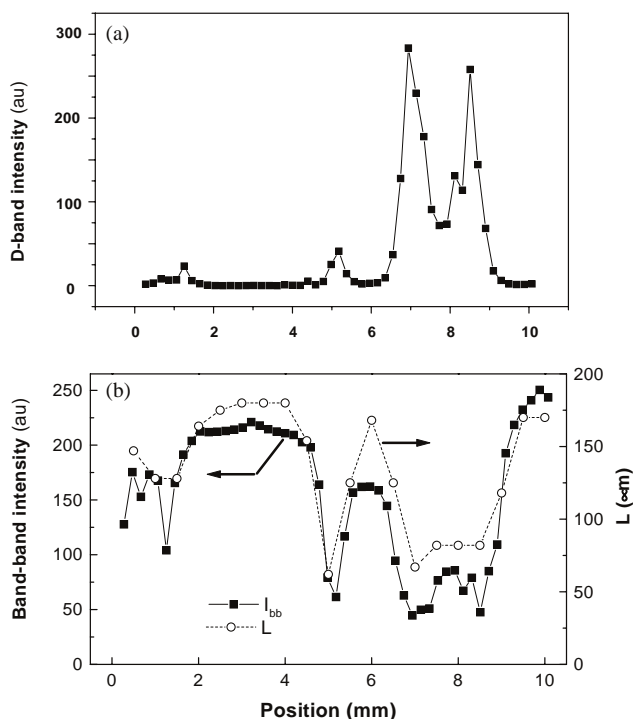 (a)
D-band intensity (au)
300
200
100
0
0 2 4 6 8 10
(b)
Band-band intensity (au)
250
200
150
100
50
0
200
150
100
50
0
L (∝m)
I_bb
L
0 2 4 6 8 10
Position (mm)